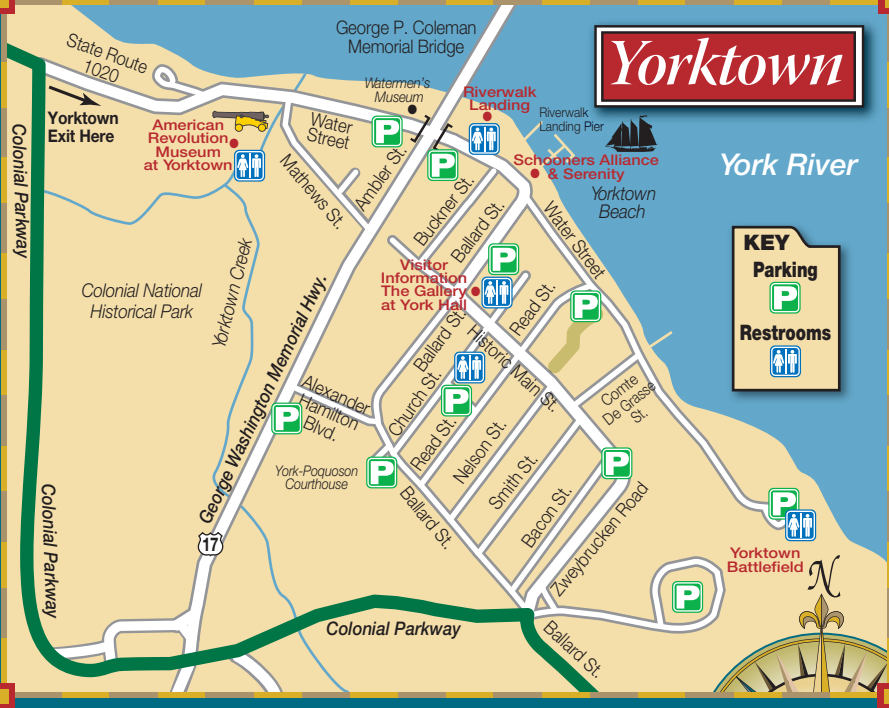 George P. Coleman
Memorial Bridge
Yorktown
State Route
1020
Watermen's
Museum
Riverwalk
Landing
Yorktown
Exit Here
American
Revolution
Museum
at Yorktown
Water
Street
P
P
Riverwalk
Landing Pier
Schooners Alliance
& Serenity
York River
Yorktown
Beach
Colonial Parkway
Mathews St.
Ambler St.
Buckner St.
Ballard St.
Water Street
KEY
Parking
P
Restrooms
Yorktown Creek
Colonial National
Historical Park
Visitor
Information
The Gallery
at York Hall
P
Read St.
P
George Washington Memorial Hwy.
Ballard St.
Historic Main St.
Alexander
Hamilton
Blvd.
P
Church St.
P
Comte
De Grasse
St.
Read St.
Nelson St.
Smith St.
Bacon St.
P
York-Poquoson
Courthouse
P
Ballard St.
Zweybrucken Road
P
Yorktown
Battlefield
N
Colonial Parkway
17
P
Colonial Parkway
Ballard St.